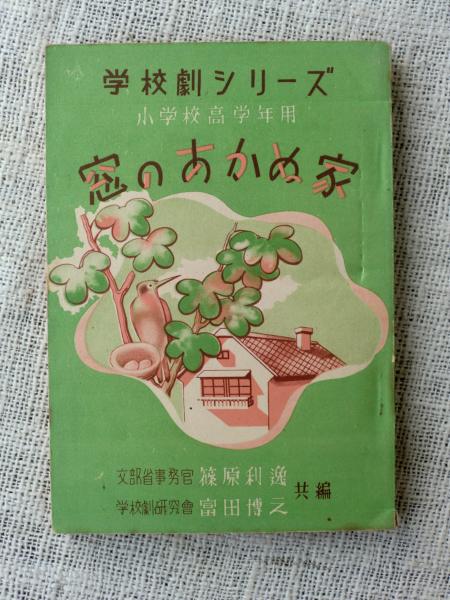 学校劇シリーズ
小学校高学年用
窓のあかぬ家
文部省事務官 篠原利逸
学校劇研究會 富田博之
共編